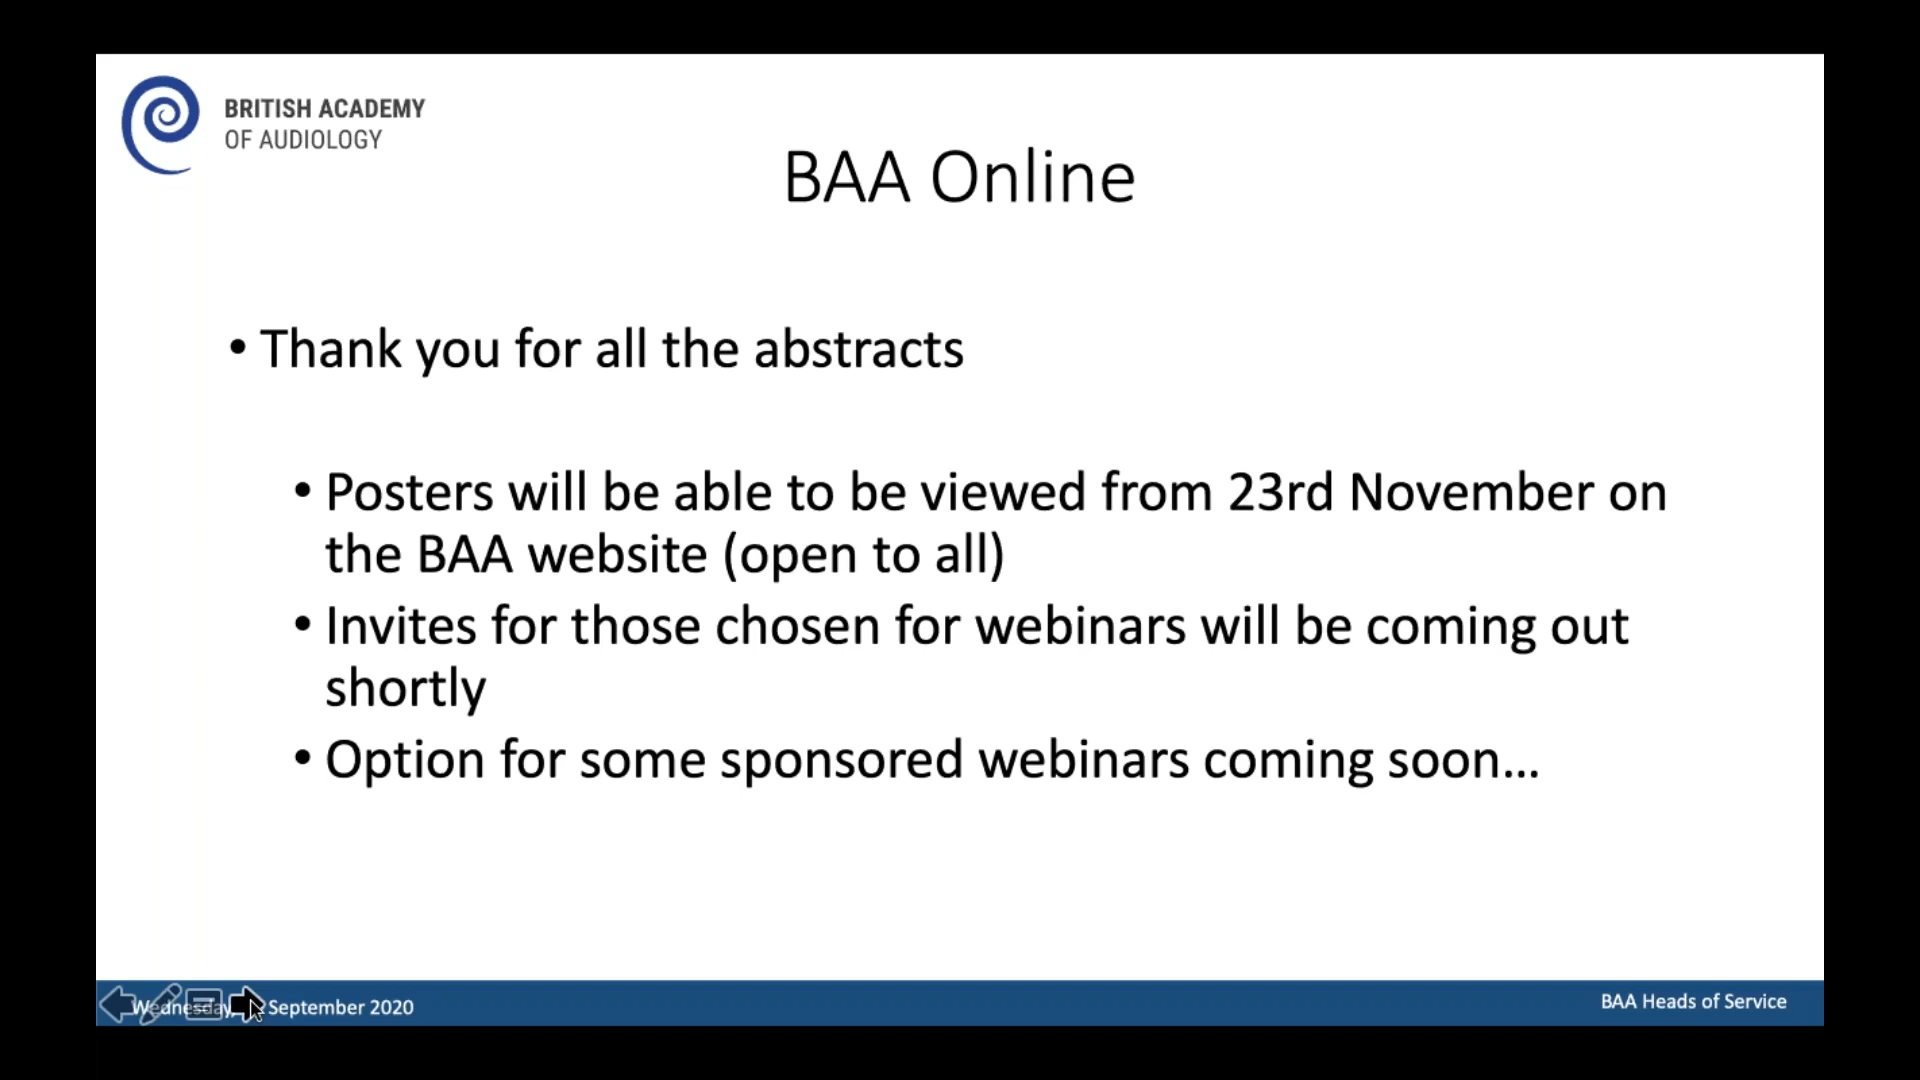 BRITISH ACADEMY
OF AUDIOLOGY
BAA Online
• Thank you for all the abstracts
• Posters will be able to be viewed from 23rd November on
the BAA website (open to all)
• Invites for those chosen for webinars will be coming out
shortly
• Option for some sponsored webinars coming soon...
Wednesday, September 2020
BAA Heads of Service